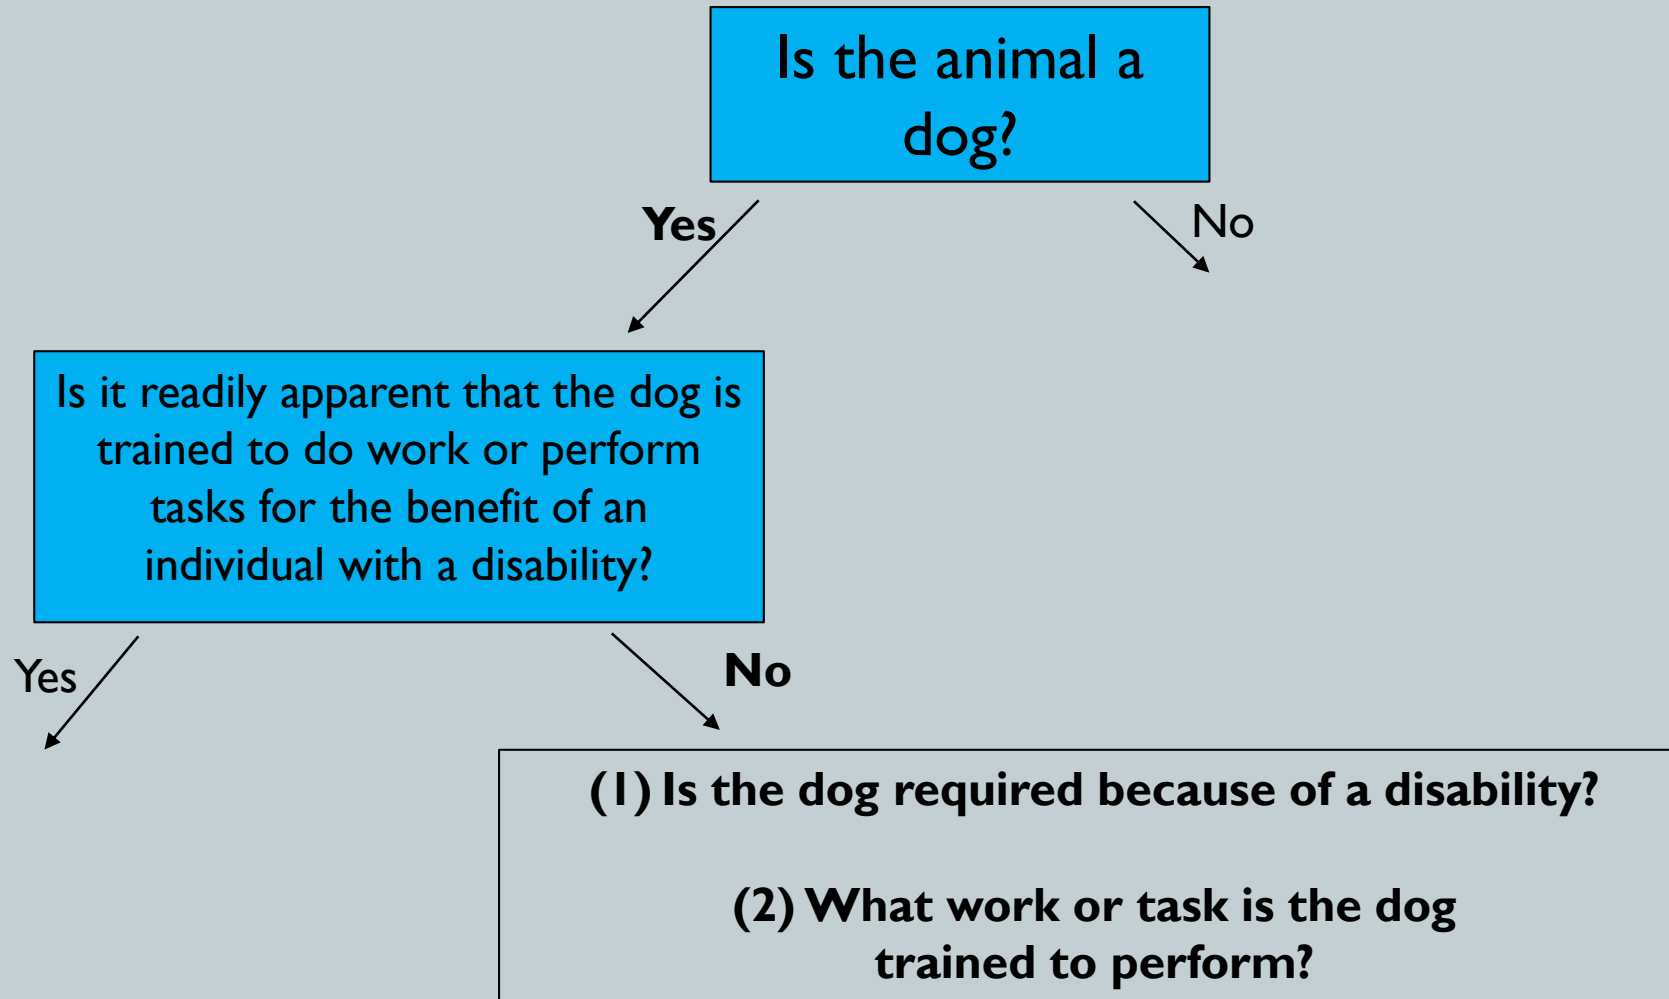 Is the animal a
dog?
Yes
No
Is it readily apparent that the dog is
trained to do work or perform
tasks for the benefit of an
individual with a disability?
Yes
No
(1) Is the dog required because of a disability?
(2) What work or task is the dog
trained to perform?